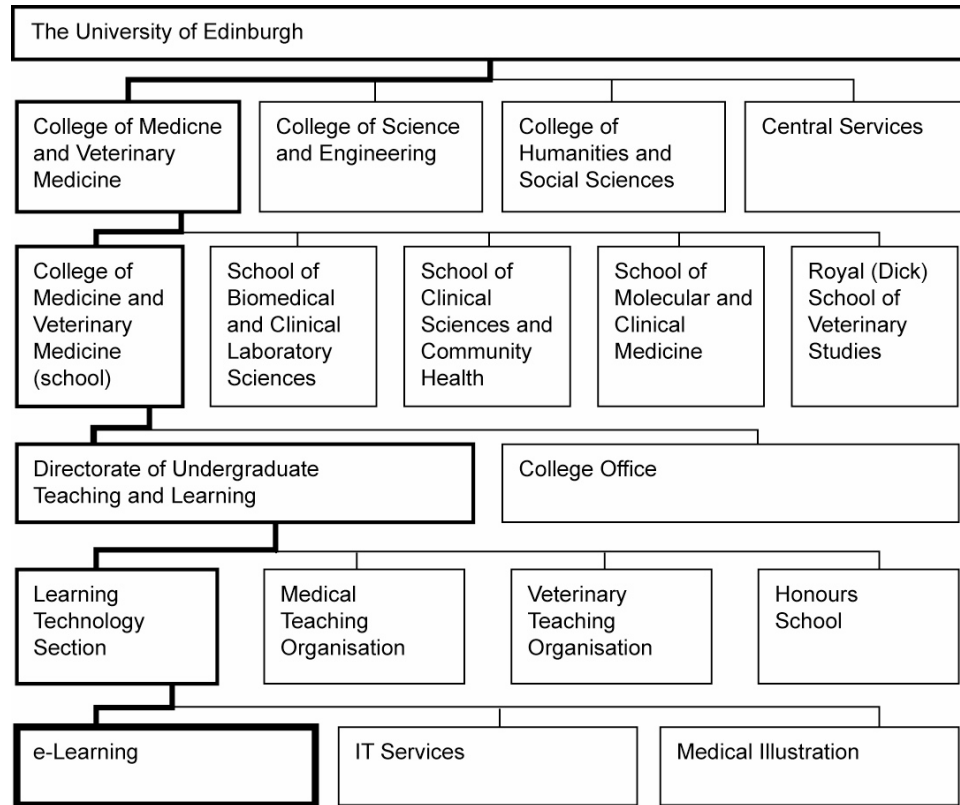 The University of Edinburgh
College of Medicne
and Veterinary
Medicine
College of Science
and Engineering
College of
Humanities and
Social Sciences
Central Services
College of
Medicine and
Veterinary
Medicine
(school)
School of
Biomedical
and Clinical
Laboratory
Sciences
School of
Clinical
Sciences and
Community
Health
School of
Molecular and
Clinical
Medicine
Royal (Dick)
School of
Veterinary
Studies
Directorate of Undergraduate
Teaching and Learning
College Office
Learning
Technology
Section
Medical
Teaching
Organisation
Veterinary
Teaching
Organisation
Honours
School
e-Learning
IT Services
Medical Illustration